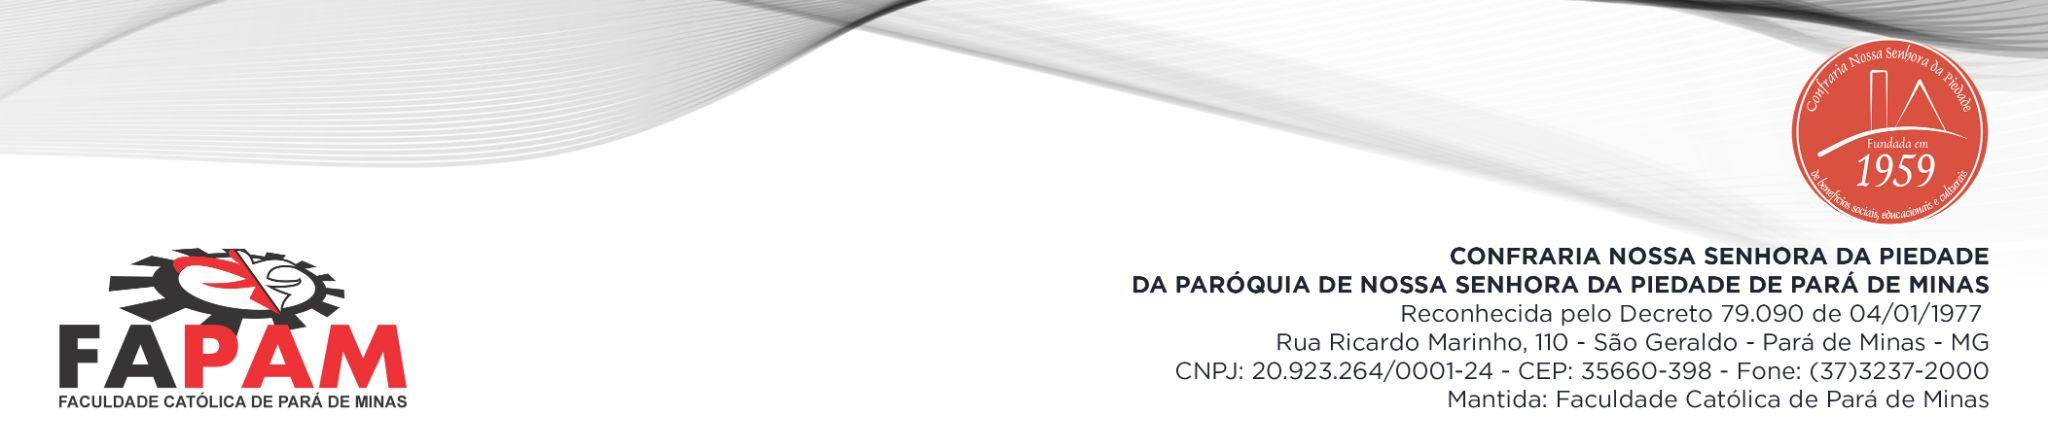 Confraria Nossa Senhora da Piedade
Fundada em
1959
de benefícios sociais, educacionais e culturais
CONFRARIA NOSSA SENHORA DA PIEDADE
DA PARÓQUIA DE NOSSA SENHORA DA PIEDADE DE PARÁ DE MINAS
Reconhecida pelo Decreto 79.090 de 04/01/1977
Rua Ricardo Marinho, 110 - São Geraldo - Pará de Minas - MG
CNPJ: 20.923.264/0001-24 - CEP: 35660-398 - Fone: (37)3237-2000
Mantida: Faculdade Católica de Pará de Minas
FAPAM
FACULDADE CATÓLICA DE PARÁ DE MINAS